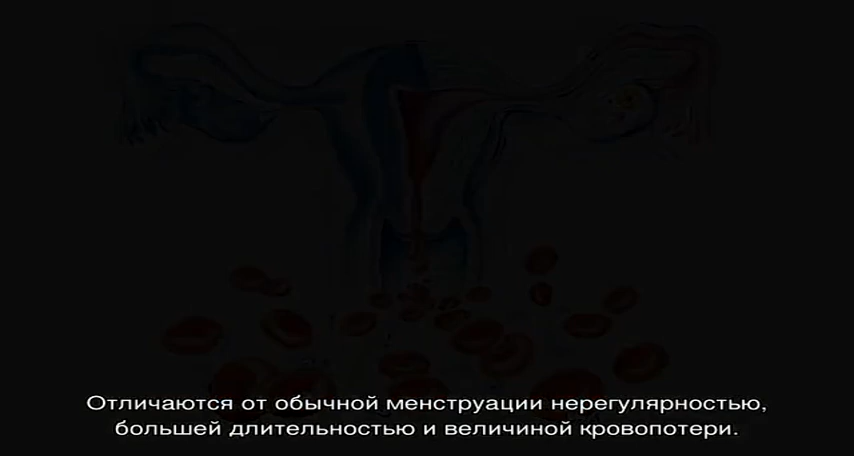 Отличаются от обычной менструации нерегулярностью,
большей длительностью и величиной кровопотери.